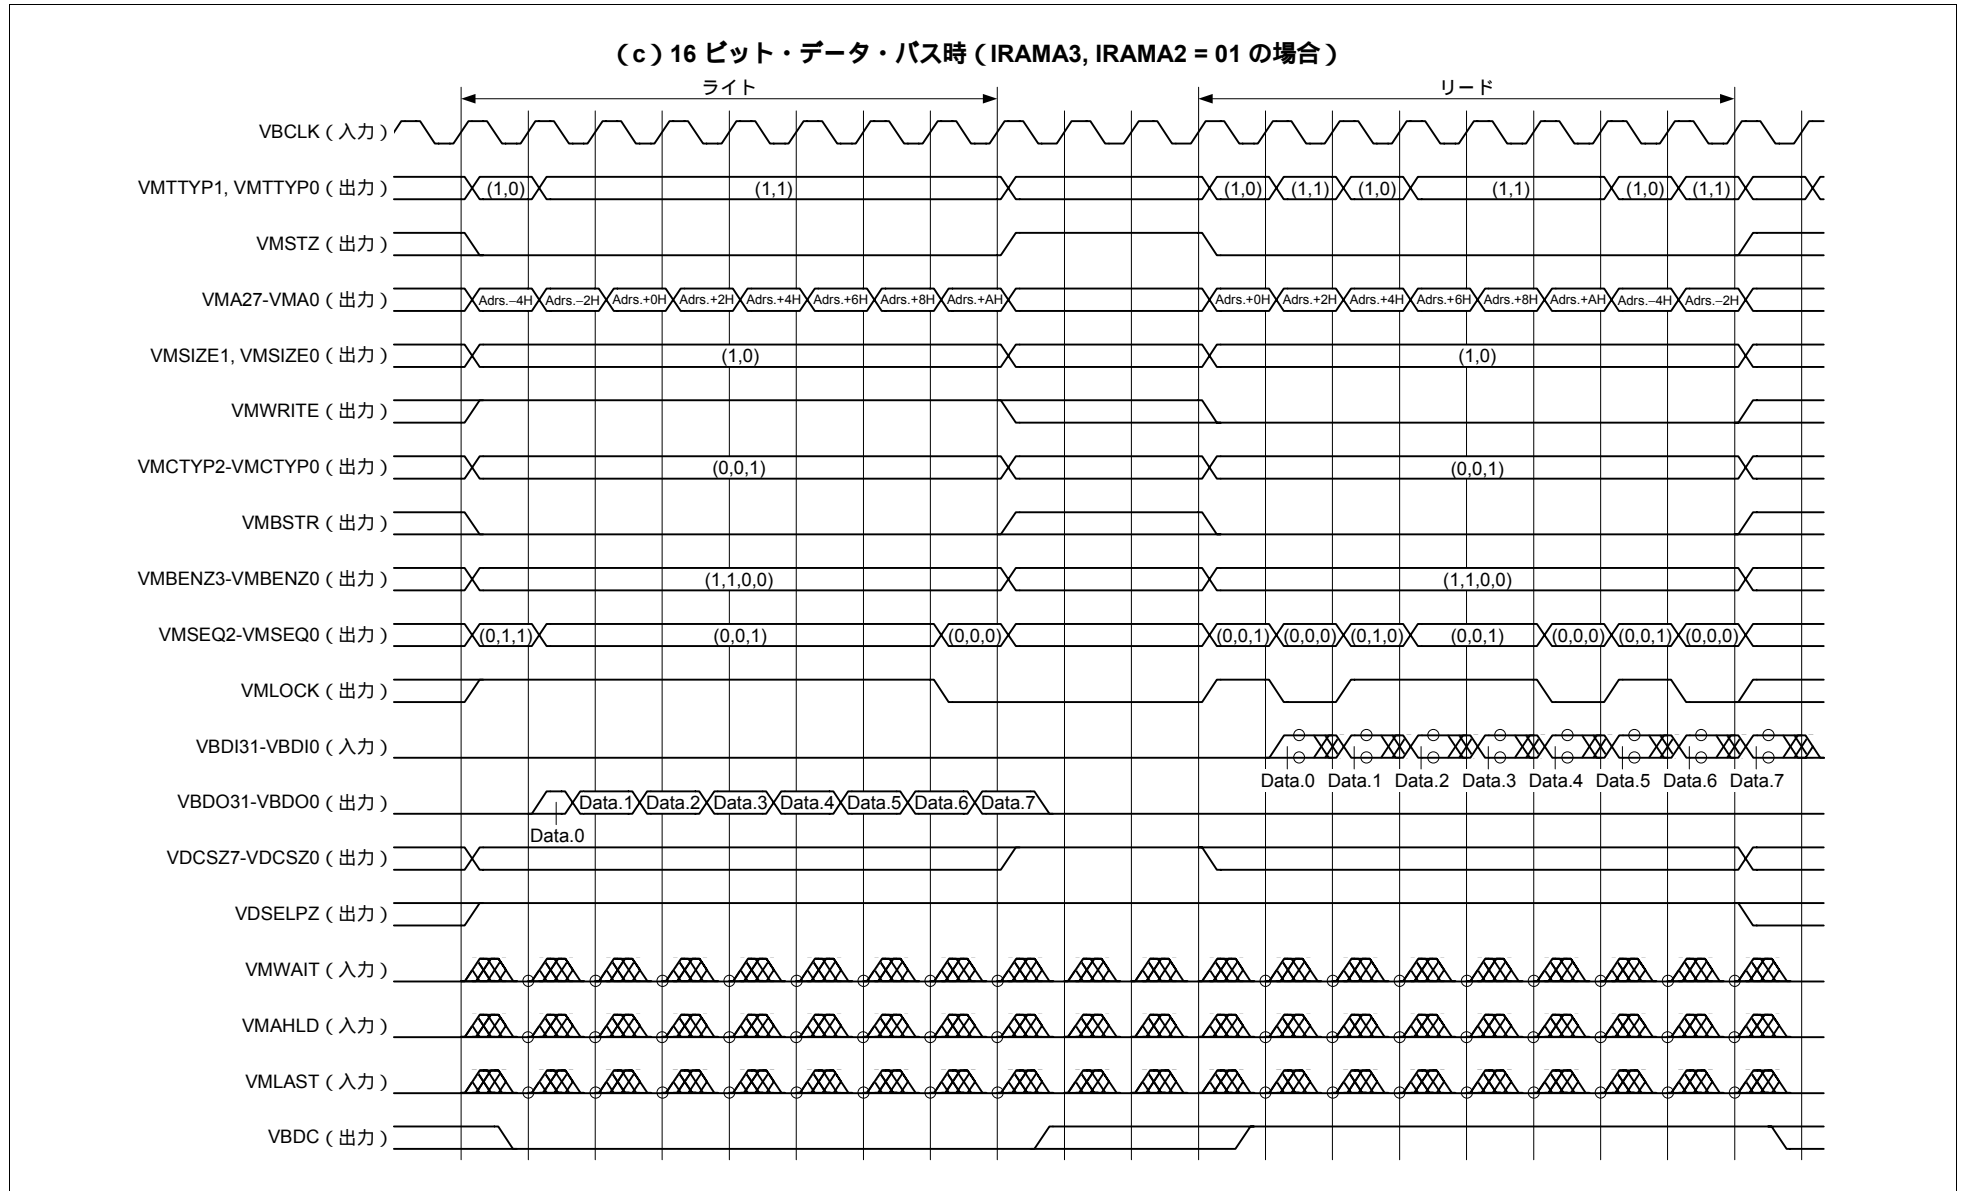 （c）16 ビット・データ・バス時（IRAMA3, IRAMA2 = 01 の場合）
ライト リード
VBCLK（入力）
VMTTYP1, VMTTYP0（出力） (1,0) (1,1) (1,0) (1,1) (1,0) (1,1) (1,0) (1,1)
VMSTZ（出力）
VMA27-VMA0（出力） Adrs.−4H Adrs.−2H Adrs.+0H Adrs.+2H Adrs.+4H Adrs.+6H Adrs.+8H Adrs.+AH Adrs.+0H Adrs.+2H Adrs.+4H Adrs.+6H Adrs.+8H Adrs.+AH Adrs.−4H Adrs.−2H
VMSIZE1, VMSIZE0（出力） (1,0) (1,0)
VMWRITE（出力）
VMCTYP2-VMCTYP0（出力） (0,0,1) (0,0,1)
VMBSTR（出力）
VMBENZ3-VMBENZ0（出力） (1,1,0,0) (1,1,0,0)
VMSEQ2-VMSEQ0（出力） (0,1,1) (0,0,1) (0,0,0) (0,0,1) (0,0,0) (0,1,0) (0,0,1) (0,0,0) (0,0,1) (0,0,0)
VMLOCK（出力）
VBDI31-VBDI0（入力）
Data.0 Data.1 Data.2 Data.3 Data.4 Data.5 Data.6 Data.7
VBDO31-VBDO0（出力） Data.1 Data.2 Data.3 Data.4 Data.5 Data.6 Data.7
Data.0
VDCSZ7-VDCSZ0（出力）
VDSELPZ（出力）
VMWAIT（入力）
VMAHLD（入力）
VMLAST（入力）
VBDC（出力）